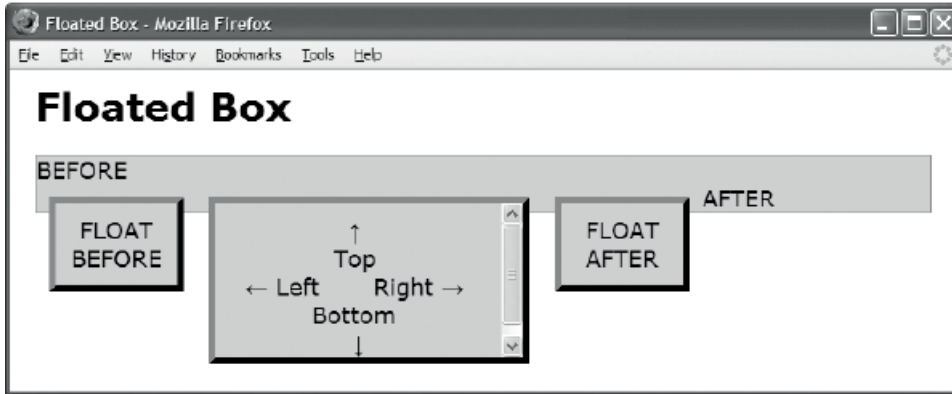 Floated Box - Mozilla Firefox
File Edit View History Bookmarks Tools Help
Floated Box
BEFORE
AFTER
FLOAT
BEFORE
↑
Top
← Left Right →
Bottom
↓
FLOAT
AFTER